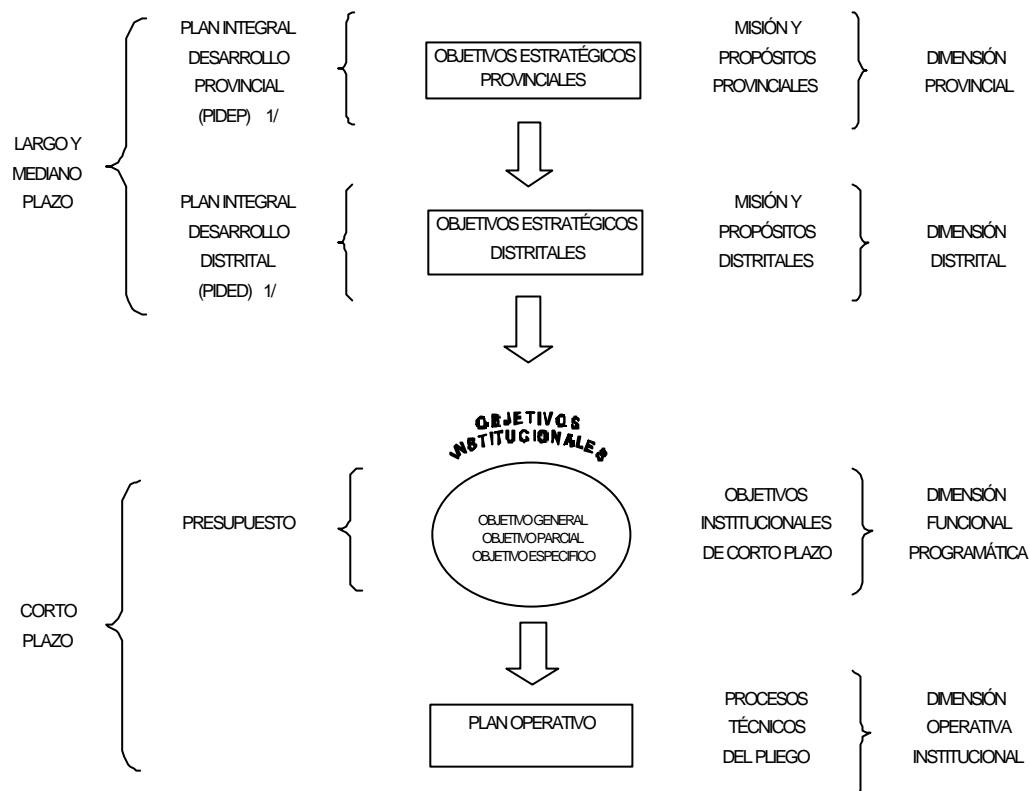 LARGO Y
MEDIANO
PLAZO
PLAN INTEGRAL
DESARROLLO
PROVINCIAL
(PIDEP) 1/
OBJETIVOS ESTRATÉGICOS
PROVINCIALES
MISIÓN Y
PROPÓSITOS
PROVINCIALES
DIMENSIÓN
PROVINCIAL
PLAN INTEGRAL
DESARROLLO
DISTRITAL
(PIDED) 1/
OBJETIVOS ESTRATÉGICOS
DISTRITALES
MISIÓN Y
PROPÓSITOS
DISTRITALES
DIMENSIÓN
DISTRITAL
CORTO
PLAZO
PRESUPUESTO
OBJETIVOS
INSTITUCIONALES
OBJETIVO GENERAL
OBJETIVO PARCIAL
OBJETIVO ESPECIFICO
OBJETIVOS
INSTITUCIONALES
DE CORTO PLAZO
DIMENSIÓN
FUNCIONAL
PROGRAMÁTICA
PLAN OPERATIVO
PROCESOS
TÉCNICOS
DEL PLIEGO
DIMENSIÓN
OPERATIVA
INSTITUCIONAL